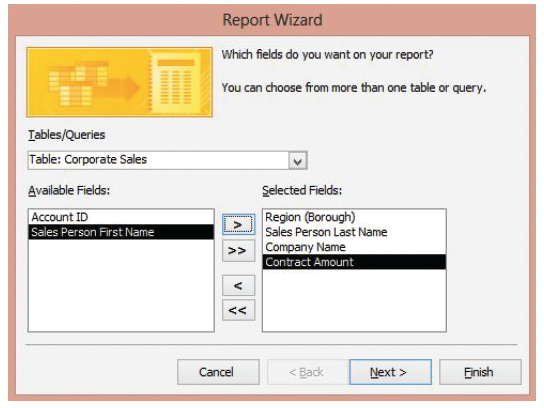 Report Wizard
Which fields do you want on your report?
You can choose from more than one table or query.
Tables/Queries
Table: Corporate Sales
Available Fields:
Selected Fields:
Account ID
Sales Person First Name
>
>>
<
<<
Region (Borough)
Sales Person Last Name
Company Name
Contract Amount
Cancel
< Back
Next >
Finish